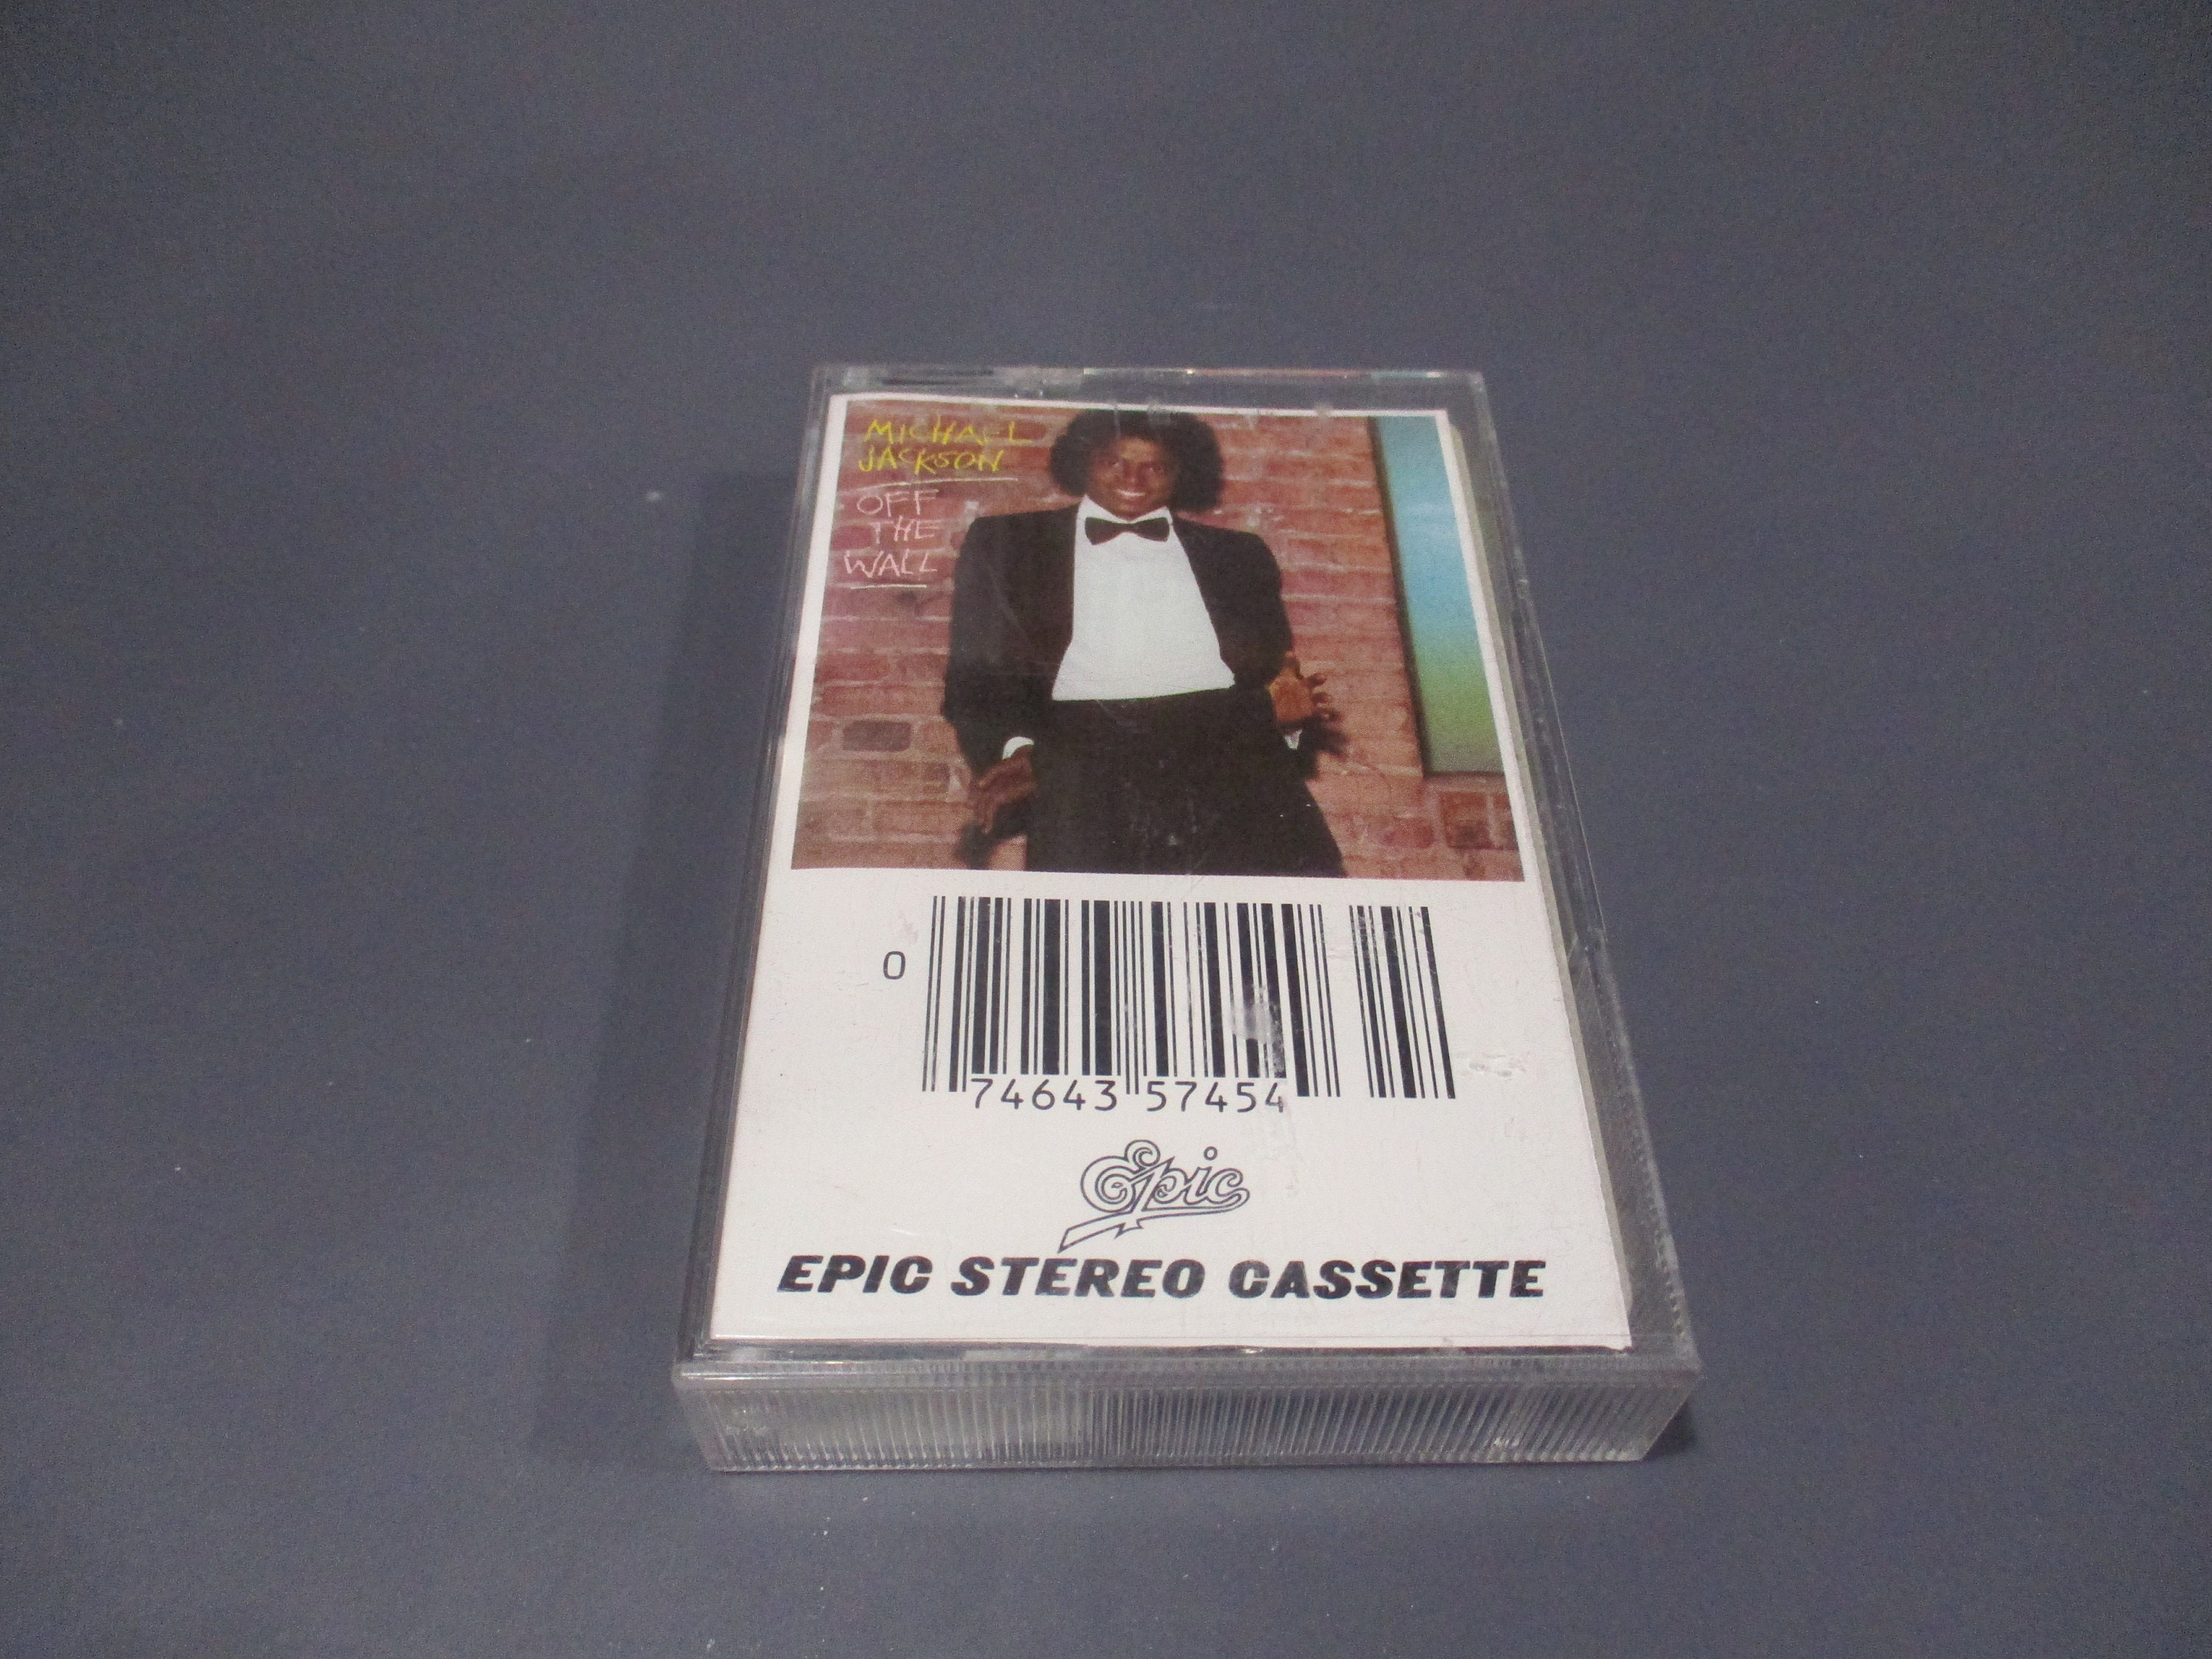 MICHAEL
JACKSON
OFF
THE
WALL
0
74643 57454
Epic
EPIC STEREO CASSETTE